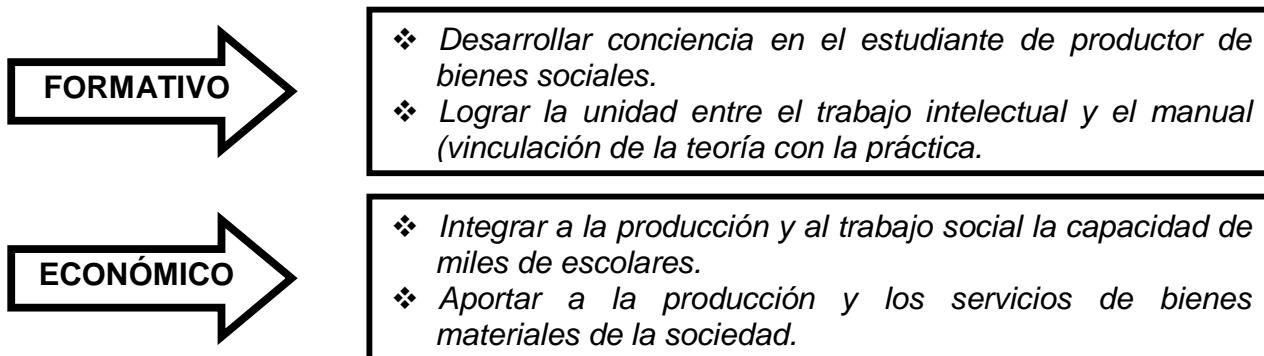 FORMATIVO
❖ Desarrollar conciencia en el estudiante de productor de
bienes sociales.
❖ Lograr la unidad entre el trabajo intelectual y el manual
(vinculación de la teoría con la práctica.
ECONÓMICO
❖ Integrar a la producción y al trabajo social la capacidad de
miles de escolares.
❖ Aportar a la producción y los servicios de bienes
materiales de la sociedad.